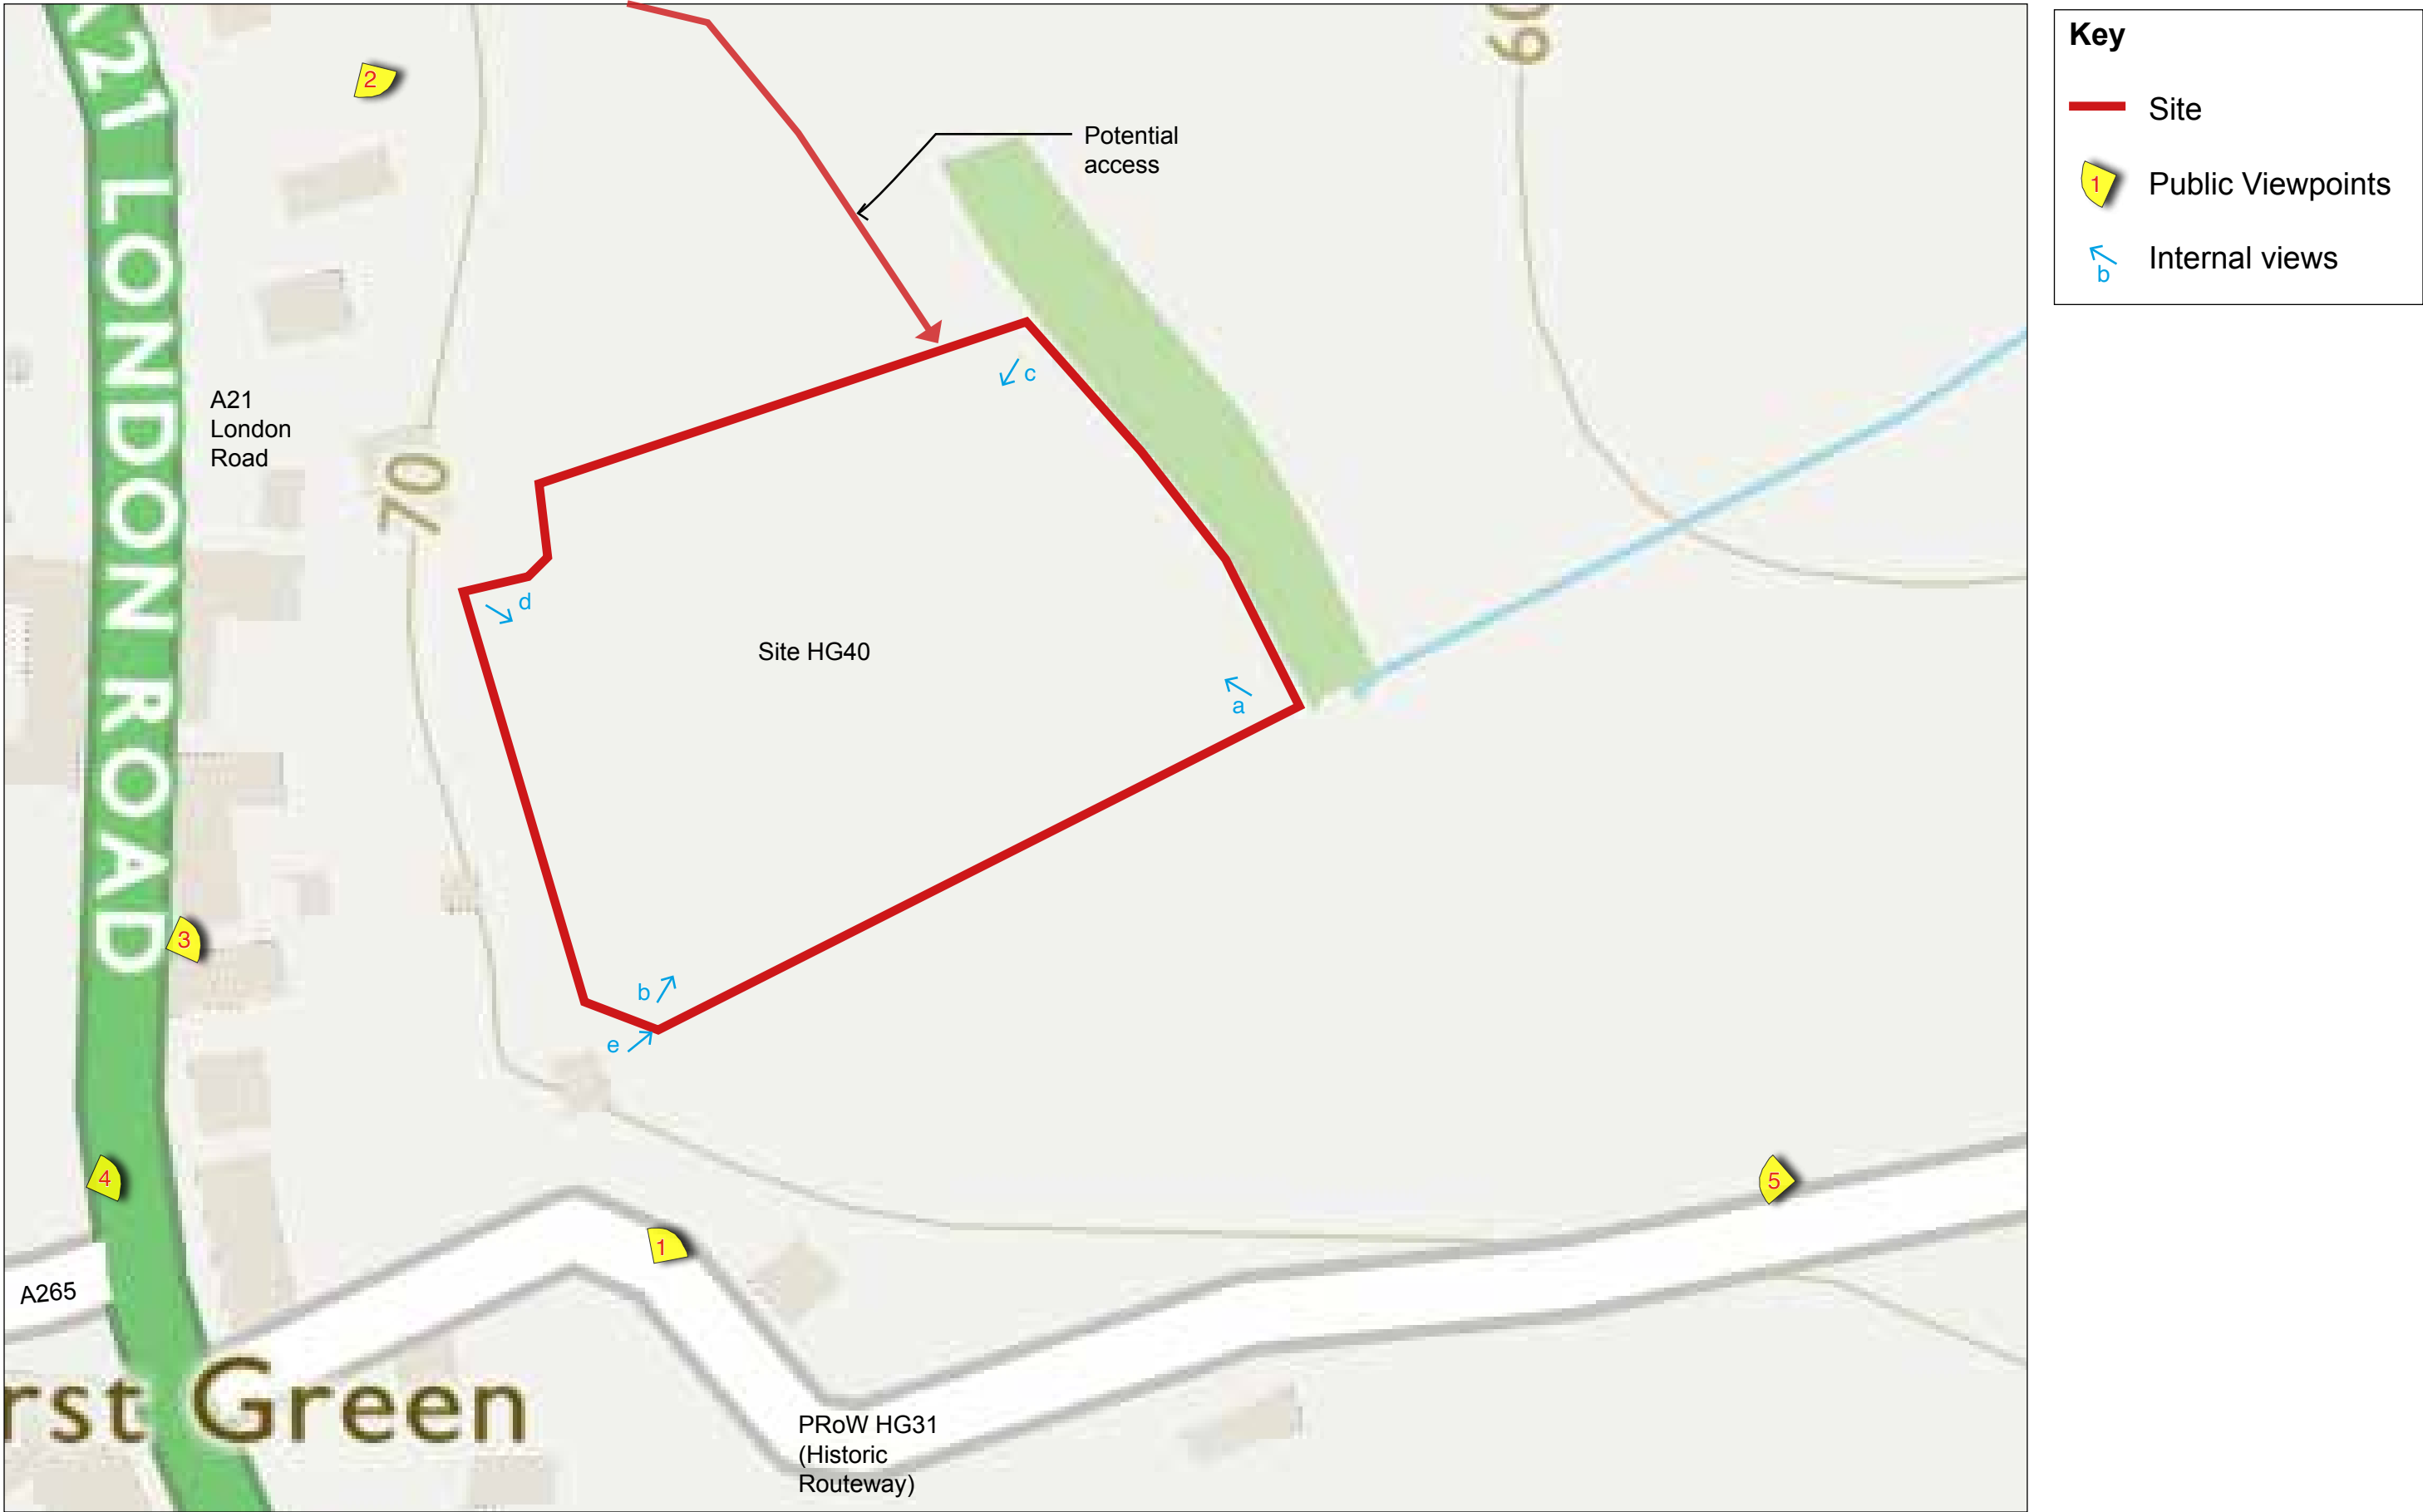 A21 LONDON ROAD
60
Key
Site
1 Public Viewpoints
b Internal views
2
Potential
access
A21
London
Road
70
c
d
Site HG40
a
3
b
e
4
5
1
A265
rst Green
PRoW HG31
(Historic
Routeway)